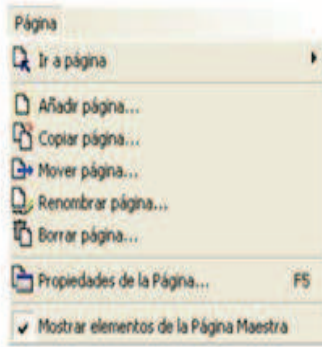 Página
Ir a página
Añadir página...
Copiar página...
Mover página...
Renombrar página...
Borrar página...
Propiedades de la Página... F5
Mostrar elementos de la Página Maestra